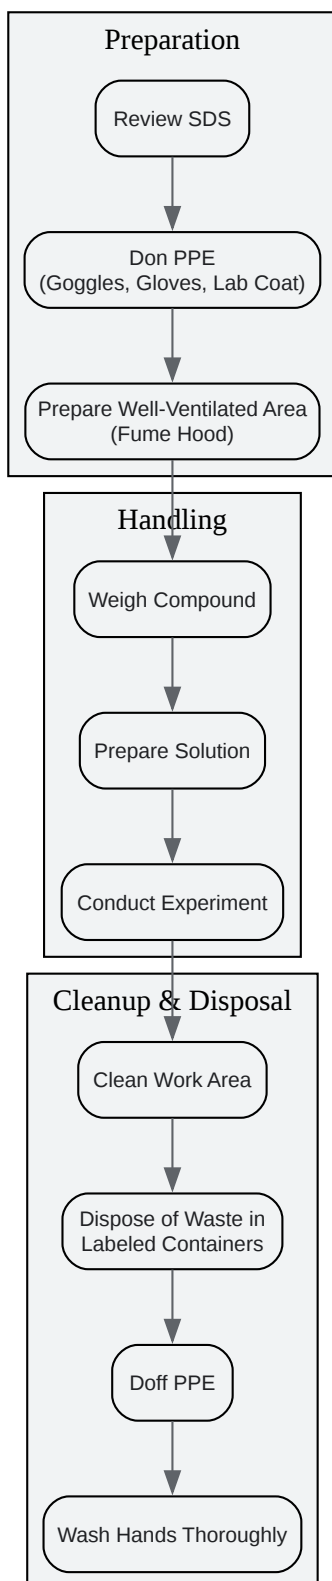 Preparation
Review SDS
Don PPE
(Goggles, Gloves, Lab Coat)
Prepare Well-Ventilated Area
(Fume Hood)
Handling
Weigh Compound
Prepare Solution
Conduct Experiment
Cleanup & Disposal
Clean Work Area
Dispose of Waste in
Labeled Containers
Doff PPE
Wash Hands Thoroughly